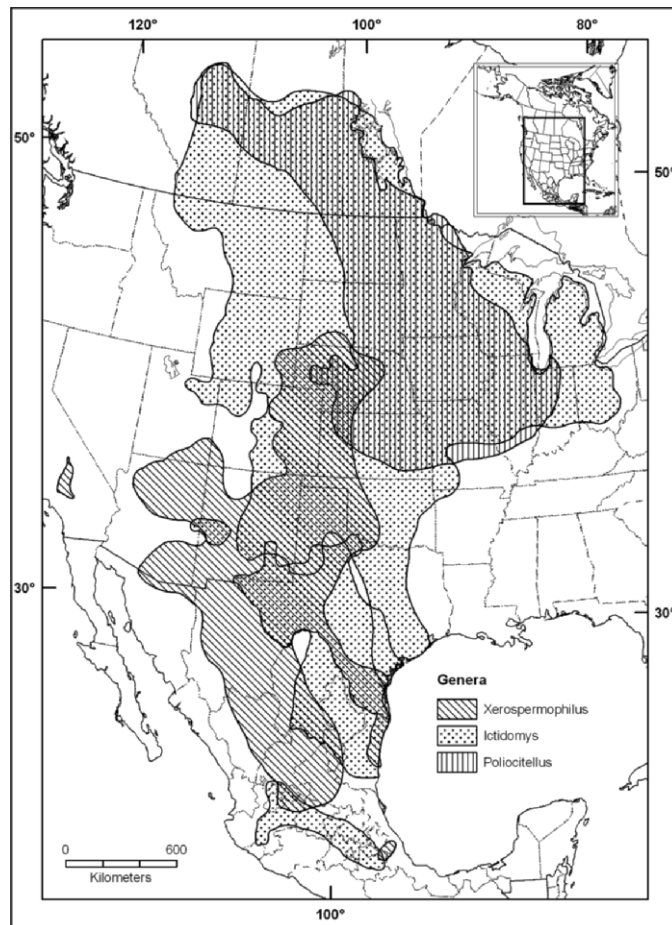 120° 100° 80°
50°
50°
30°
30°
Genera
Xerospermophilus
Ictidomys
Poliocitellus
0 600
Kilometers
100°